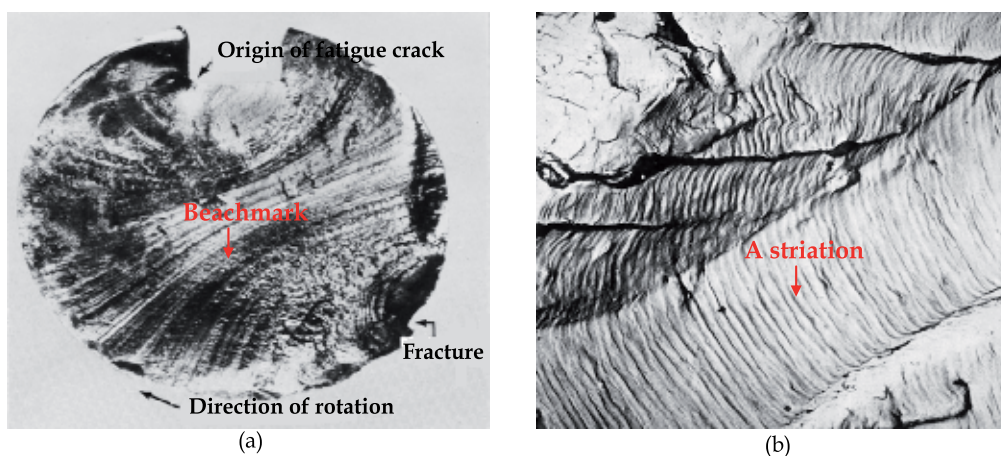 Origin of fatigue crack
Beachmark
Fracture
Direction of rotation
(a)
A striation
(b)